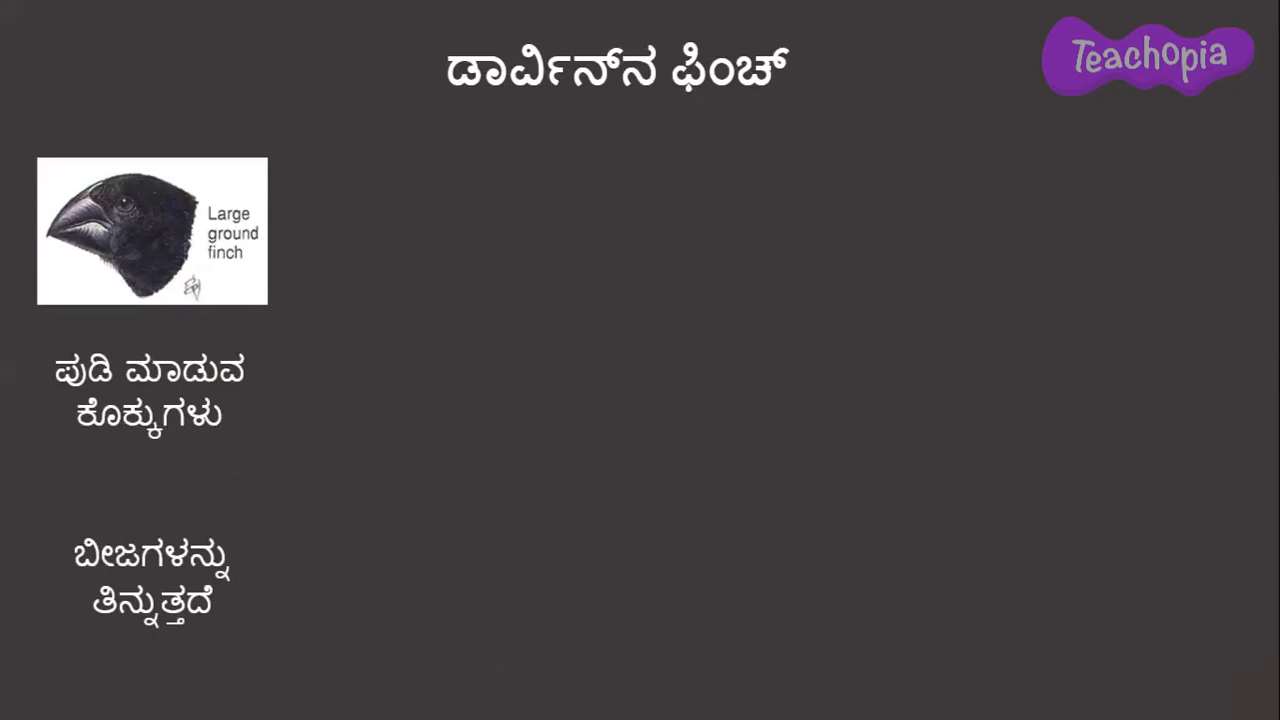 ಡಾರ್ವಿನ್‌ನ ಫಿಂಚ್
Teachopia
Large
ground
finch
ಪುಡಿ ಮಾಡುವ
ಕೊಕ್ಕುಗಳು
ಬೀಜಗಳನ್ನು
ತಿನ್ನುತ್ತದೆ